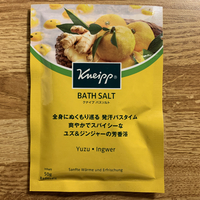 Kneipp
BATH SALT
クナイプ バスソルト
全身にぬくもり巡る 発汗バスタイム
爽やかでスパイシーな
ユズ＆ジンジャーの芳香浴
Yuzu • Ingwer
Sanfte Wärme und Erfrischung